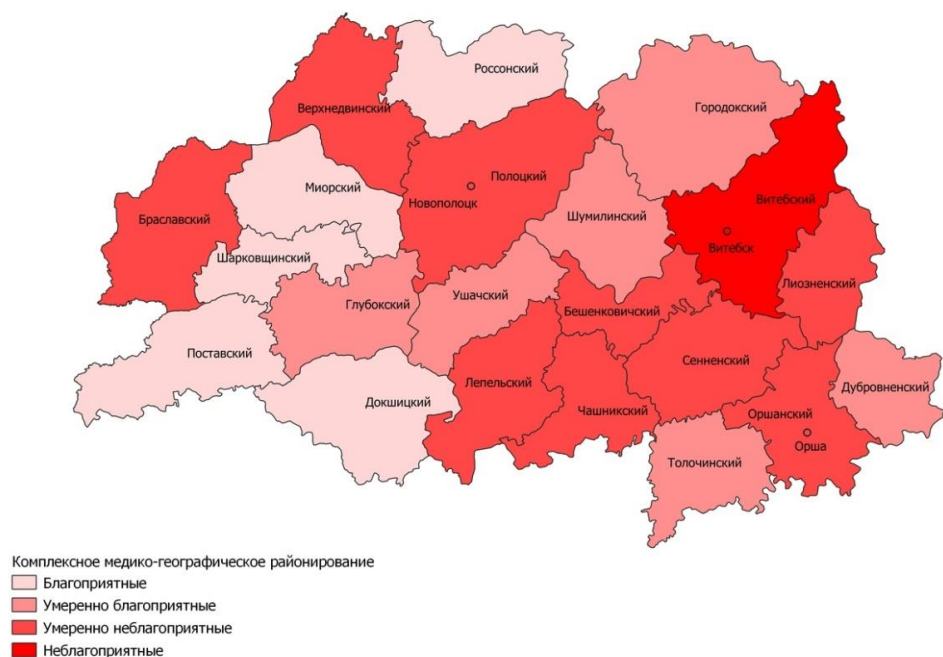 Россонский
Верхнедвинский
Городокский
Полоцкий
Новополоцк
Миорский
Браславский
Шумилинский
Витебский
Витебск
Шарковщинский
Лиозненский
Ушачский
Глубокский
Бешенковичский
Поставский
Сенненский
Лепельский
Дубровненский
Докшицкий
Чашникский
Оршанский
Орша
Толочинский
Комплексное медико-географическое районирование
Благоприятные
Умеренно благоприятные
Умеренно неблагоприятные
Неблагоприятные